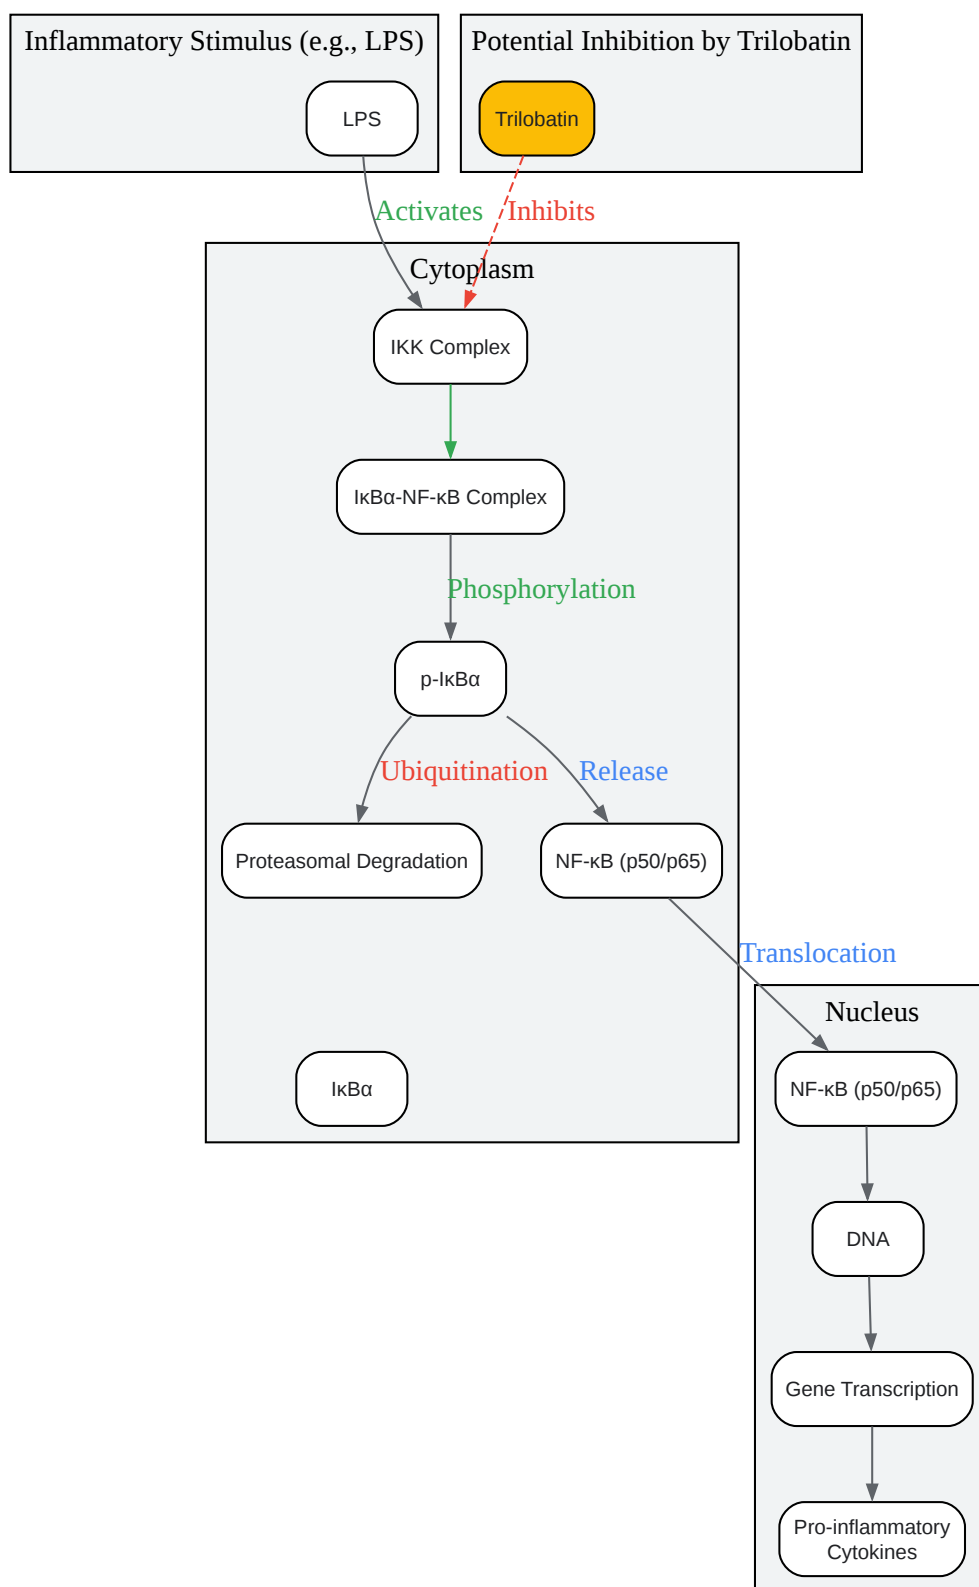 Inflammatory Stimulus (e.g., LPS)
Potential Inhibition by Trilobatin
LPS
Trilobatin
Activates
Inhibits
Cytoplasm
IKK Complex
IκBα-NF-κB Complex
Phosphorylation
p-IκBα
Ubiquitination
Release
Proteasomal Degradation
NF-κB (p50/p65)
Translocation
Nucleus
IκBα
NF-κB (p50/p65)
DNA
Gene Transcription
Pro-inflammatory
Cytokines